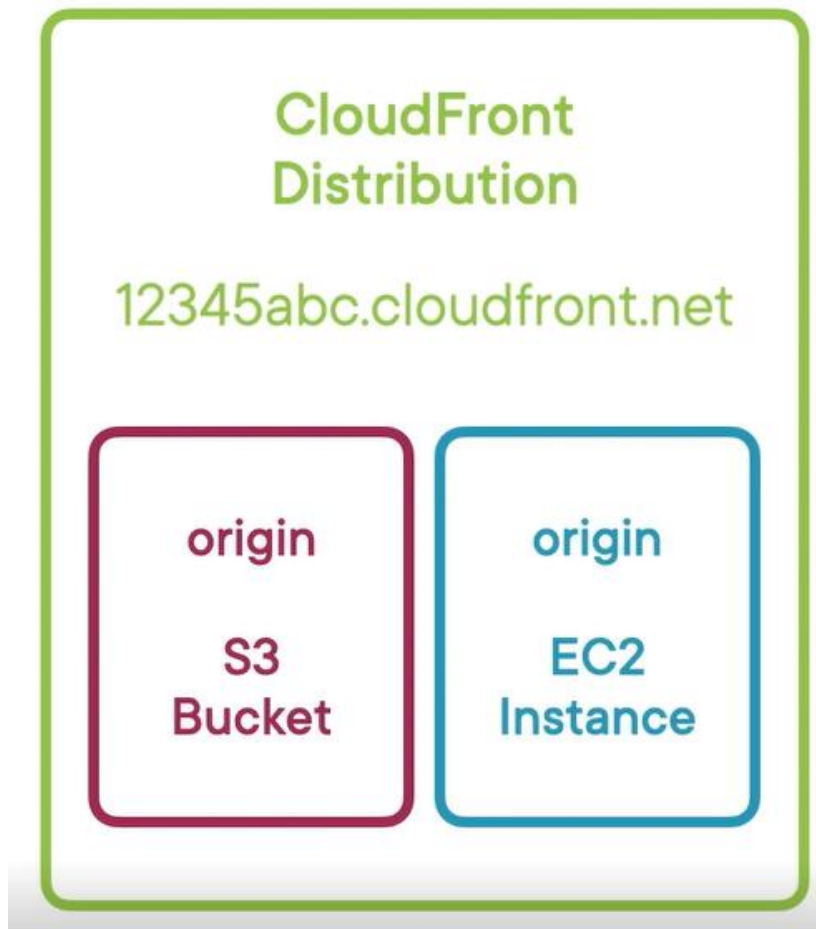 CloudFront
Distribution
12345abc.cloudfront.net
origin
S3
Bucket
origin
EC2
Instance